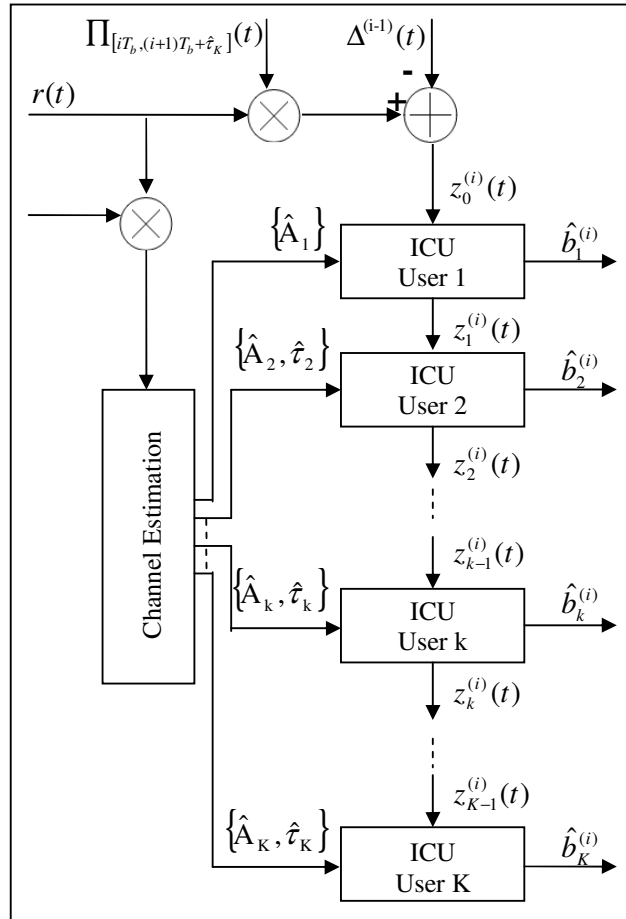 ∏[iT_b,(i+1)T_b+τ̂_K](t)
Δ^(i-1)(t)
-
r(t)
+
z_0^(i)(t)
{Â_1}
ICU
User 1
b̂_1^(i)
z_1^(i)(t)
{Â_2, τ̂_2}
ICU
User 2
b̂_2^(i)
z_2^(i)(t)
Channel Estimation
z_{k-1}^(i)(t)
{Â_k, τ̂_k}
ICU
User k
b̂_k^(i)
z_k^(i)(t)
z_{K-1}^(i)(t)
{Â_K, τ̂_K}
ICU
User K
b̂_K^(i)